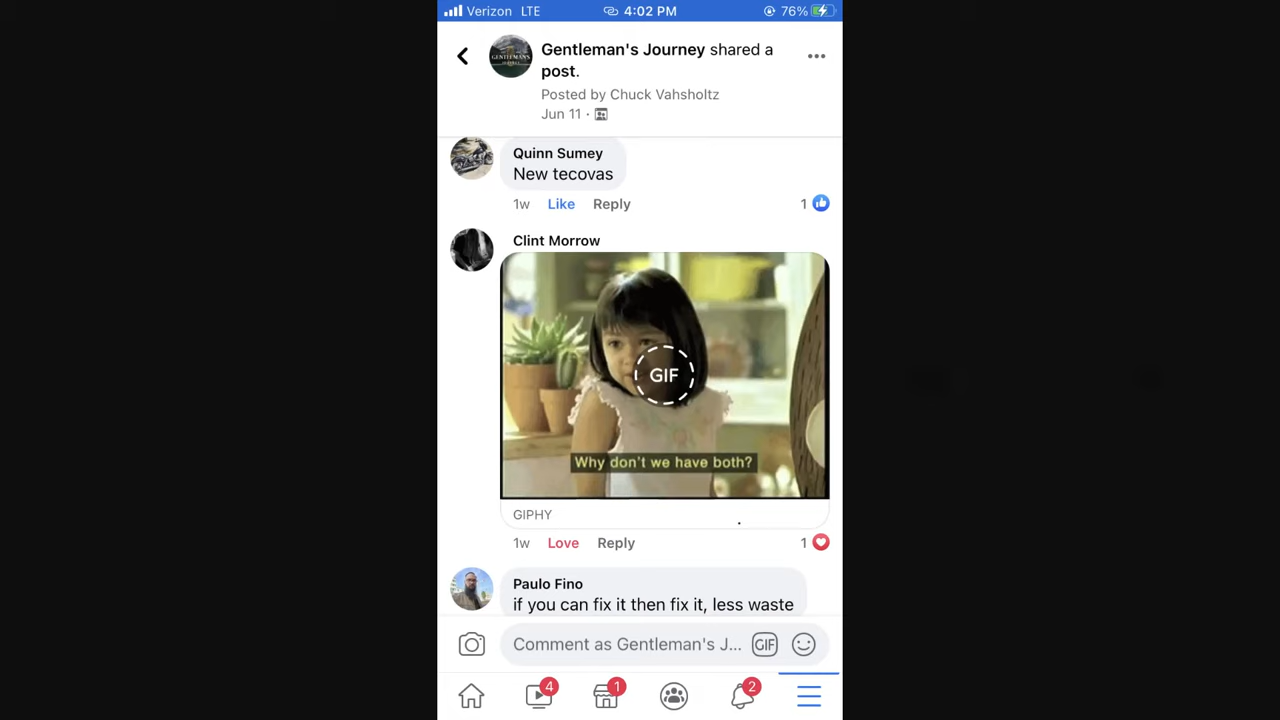 Verizon LTE 4:02 PM 76%
Gentleman's Journey shared a
post.
Posted by Chuck Vahsholtz
Jun 11 ·
Quinn Sumey
New tecovas
1w Like Reply 1
Clint Morrow
GIF
Why don't we have both?
GIPHY
1w Love Reply 1
Paulo Fino
if you can fix it then fix it, less waste
Comment as Gentleman's J... GIF
4 1 2